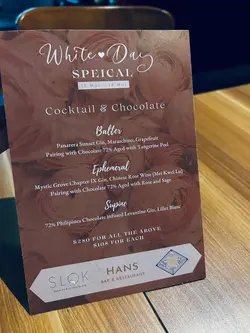 White Day
SPEICAL
Cocktail & Chocolate
Butler
Panarera Sunset Gin, Maraschino, Grapefruit
Pairing with Chocolate 72% Aged with Tangerine Peel
Ephemeral
Mystic Grove Chapter IX Gin, Chinese Rose Wine (Mei Kwei Lu)
Pairing with Chocolate 72% Aged with Rose and Sage
Supine
72% Philipines Chocolate infused Levantine Gin, Lillet Blanc
$280 FOR ALL THE ABOVE
$108 FOR EACH
SLOK
HANS
BAR & RESTAURANT